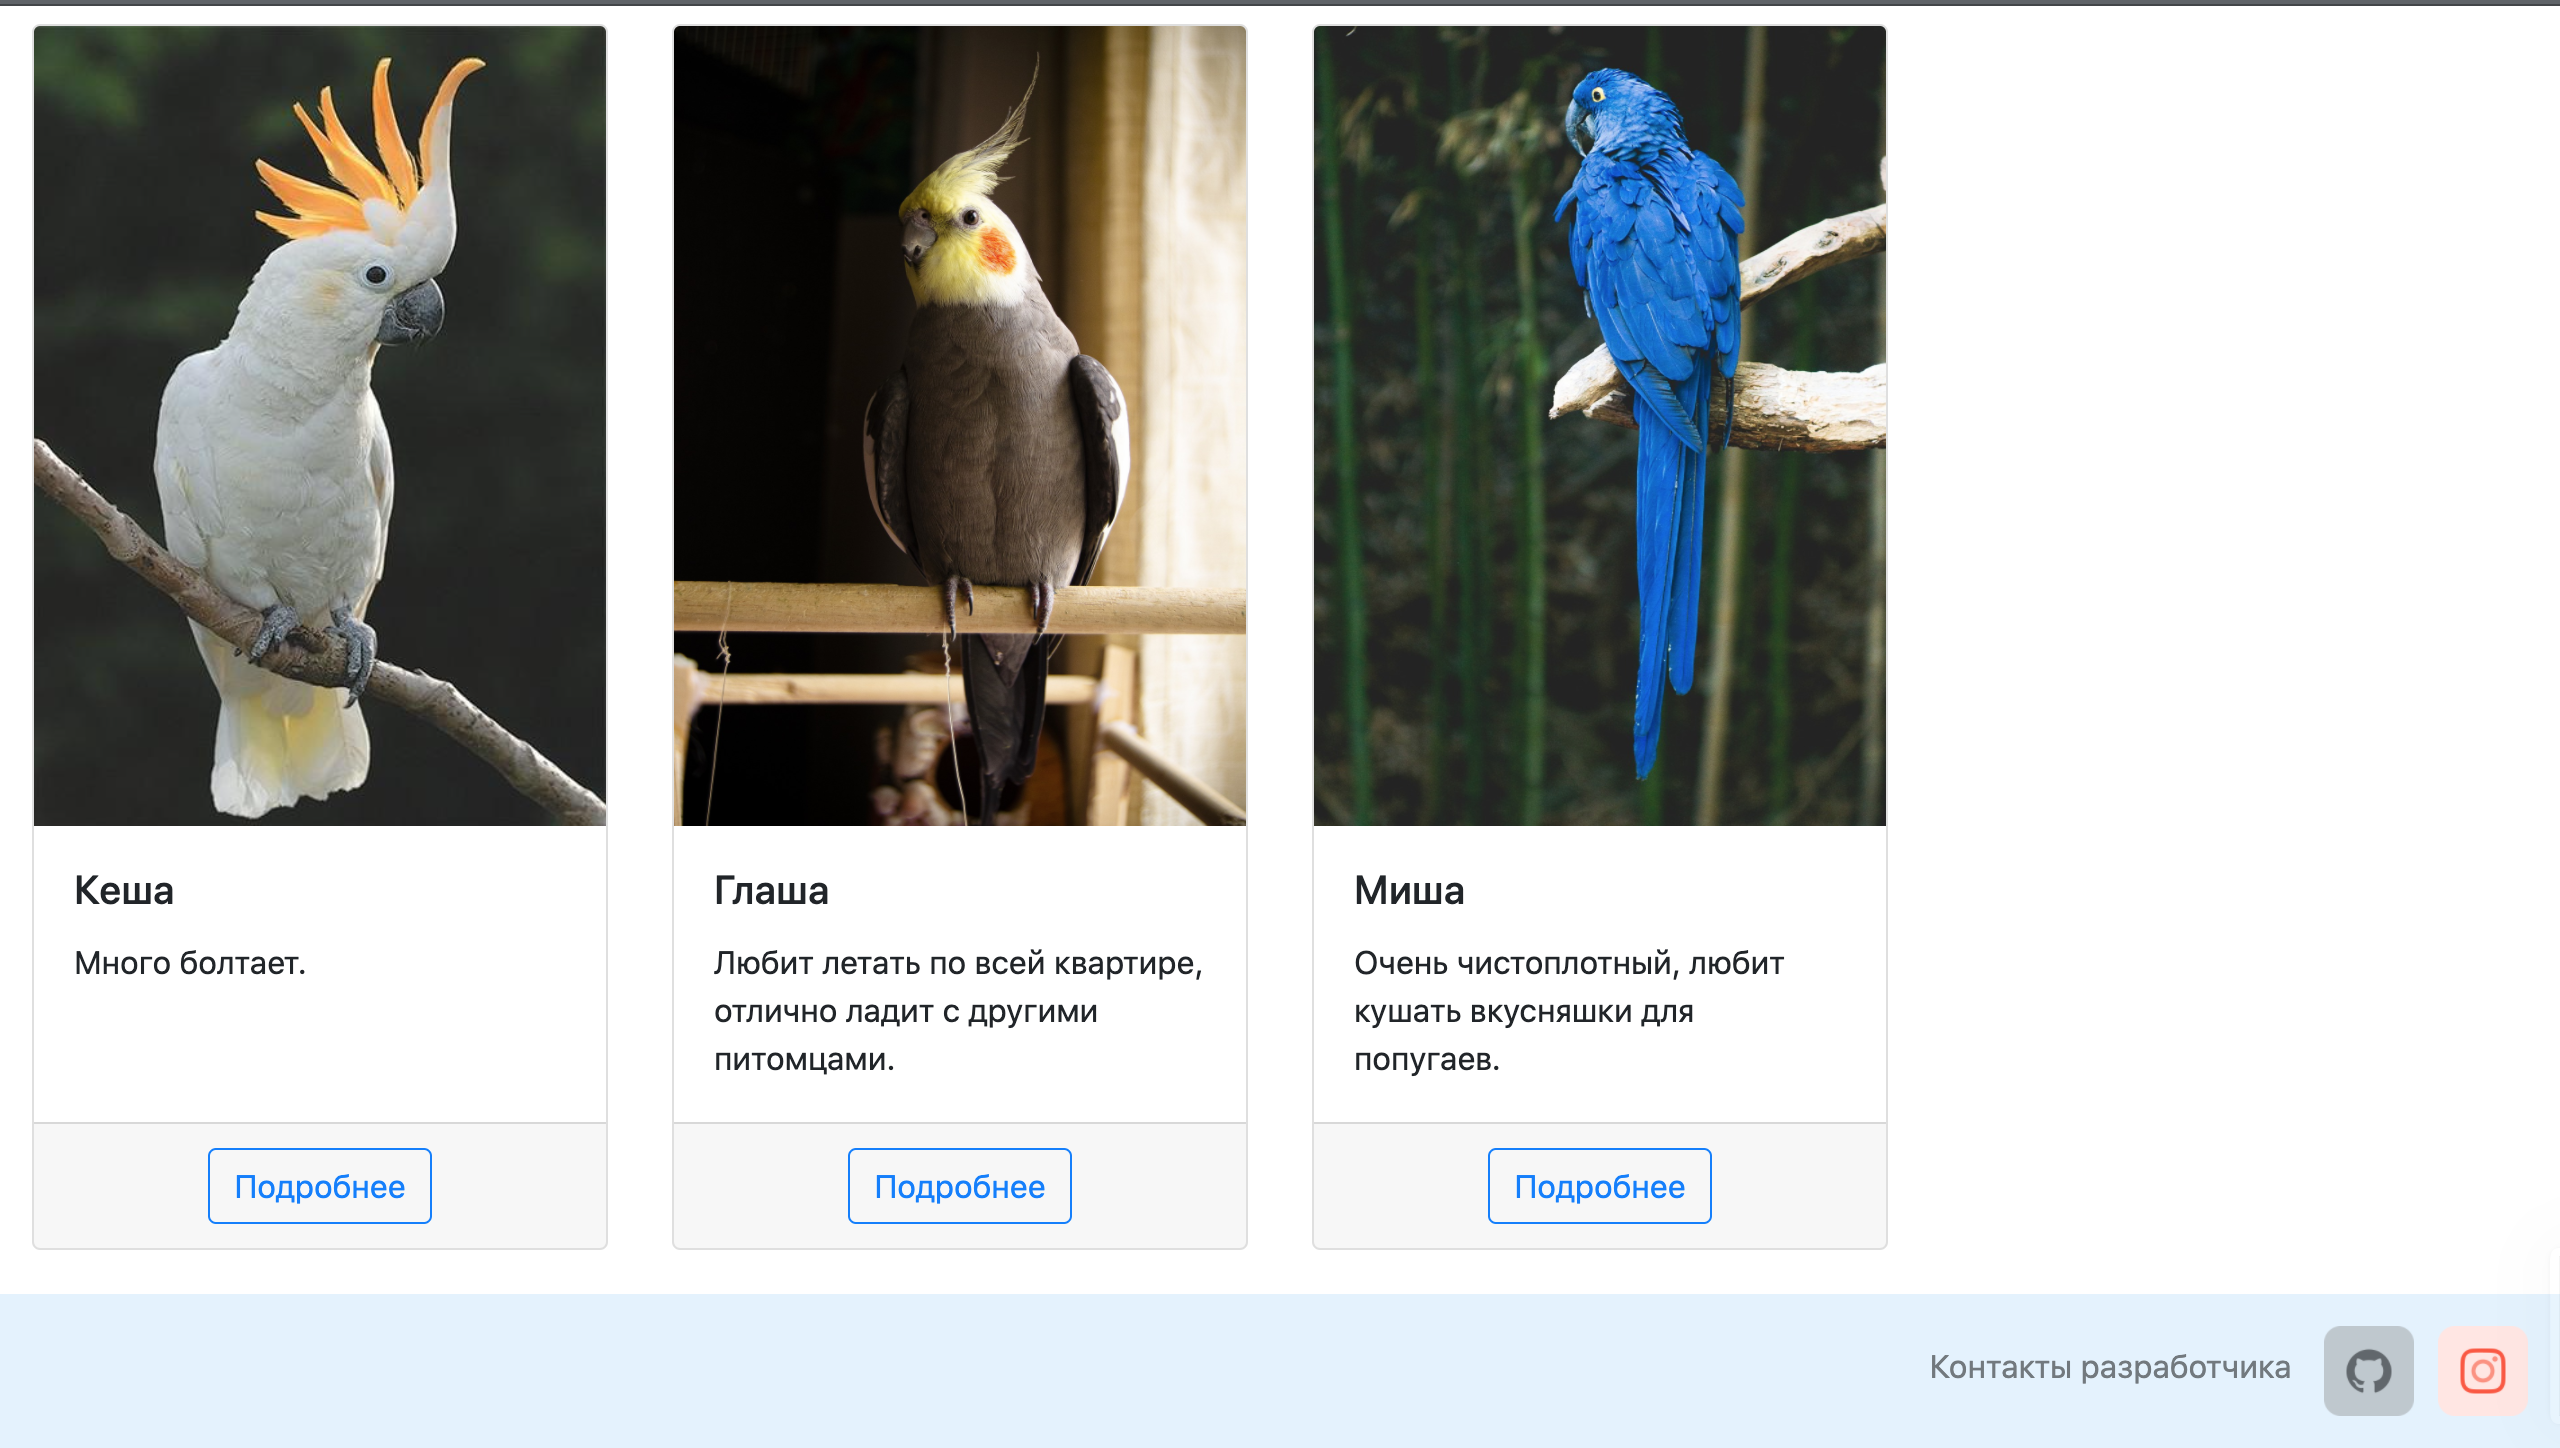 Кеша
Много болтает.
Подробнее
Глаша
Любит летать по всей квартире,
отлично ладит с другими
питомцами.
Подробнее
Миша
Очень чистоплотный, любит
кушать вкусняшки для
попугаев.
Подробнее
Контакты разработчика